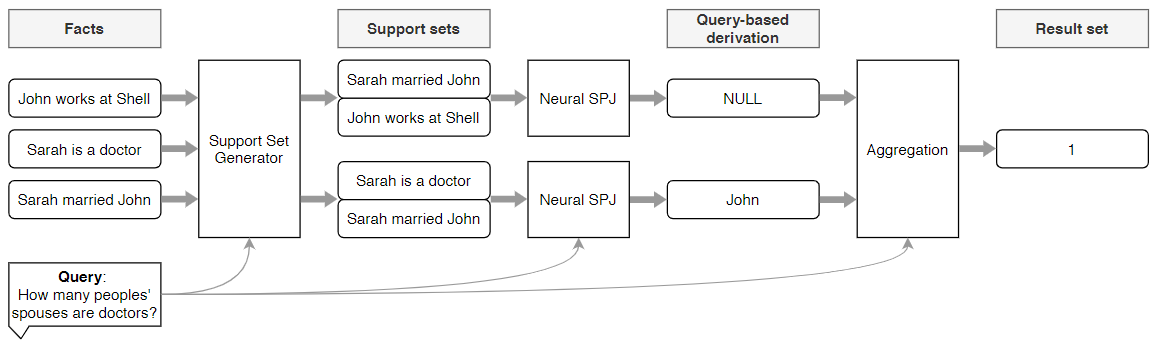 Facts
Support sets
Query-based
derivation
Result set
John works at Shell
Sarah is a doctor
Sarah married John
Support Set
Generator
Sarah married John
John works at Shell
Sarah is a doctor
Sarah married John
Neural SPJ
Neural SPJ
NULL
John
Aggregation
1
Query:
How many peoples'
spouses are doctors?